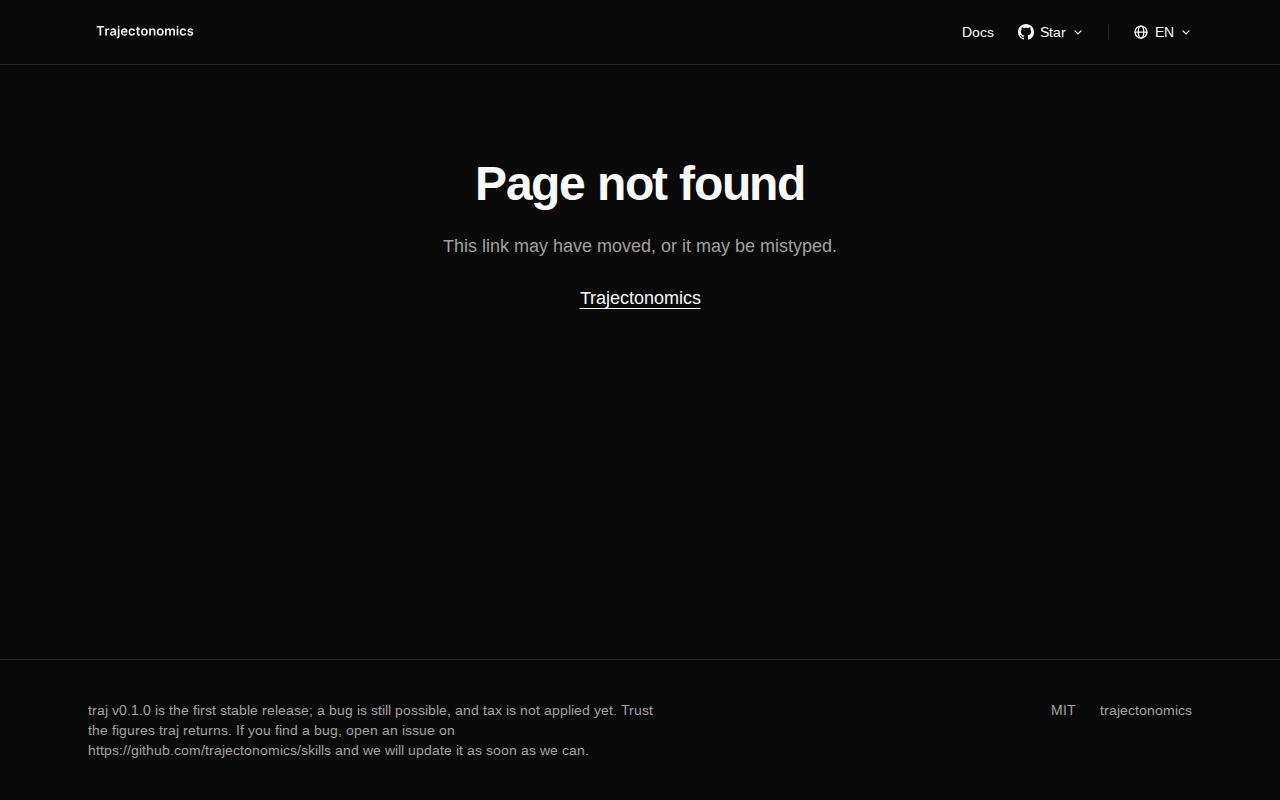 Trajectonomics
Docs
Star
EN
Page not found
This link may have moved, or it may be mistyped.
Trajectonomics
traj v0.1.0 is the first stable release; a bug is still possible, and tax is not applied yet. Trust
the figures traj returns. If you find a bug, open an issue on
https://github.com/trajectonomics/skills and we will update it as soon as we can.
MIT
trajectonomics